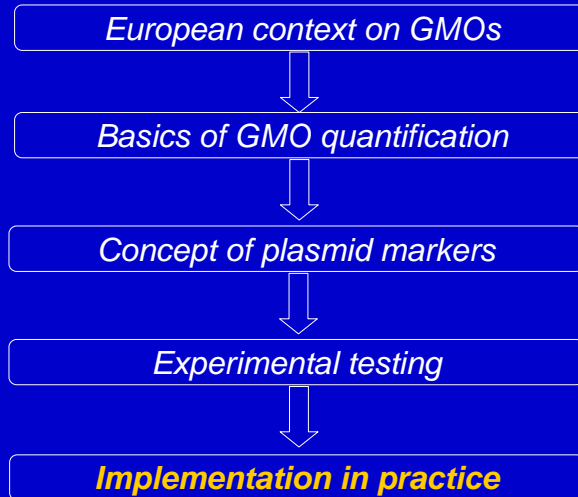 European context on GMOs
Basics of GMO quantification
Concept of plasmid markers
Experimental testing
Implementation in practice